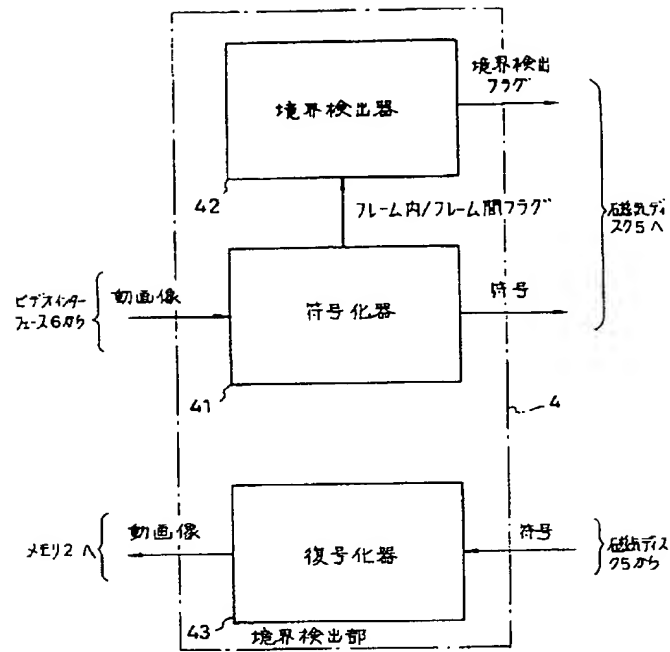 境界検出器
42
境界検出
フラグ
フレーム内/フレーム間フラグ
磁気ディ
スク5へ
ビデオインター
フェース6から
動画像
符号化器
41
符号
4
メモリ2へ
動画像
復号化器
43
符号
磁気ディス
ク5から
境界検出部